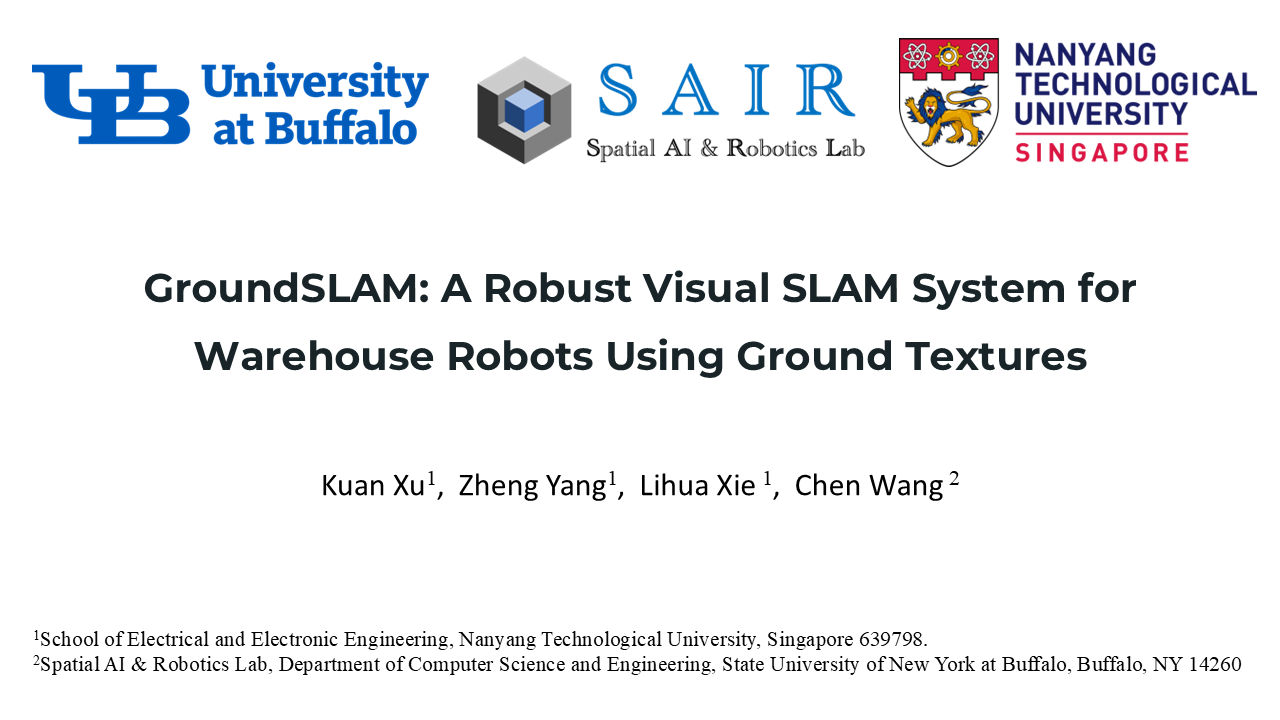 UB
University
at Buffalo
SAIR
Spatial AI & Robotics Lab
NANYANG
TECHNOLOGICAL
UNIVERSITY
SINGAPORE
GroundSLAM: A Robust Visual SLAM System for
Warehouse Robots Using Ground Textures
Kuan Xu¹, Zheng Yang¹, Lihua Xie ¹, Chen Wang ²
¹School of Electrical and Electronic Engineering, Nanyang Technological University, Singapore 639798.
²Spatial AI & Robotics Lab, Department of Computer Science and Engineering, State University of New York at Buffalo, Buffalo, NY 14260